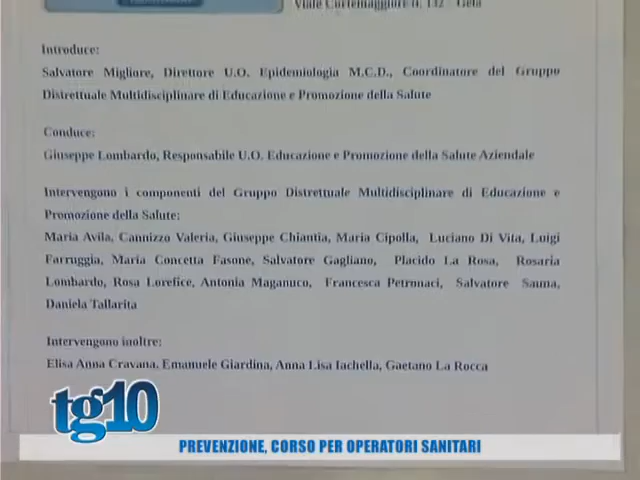 Viale Cortemaggiore n. 132 - Gela
Introduce:
Salvatore Migliore, Direttore U.O. Epidemiologia M.C.D., Coordinatore del Gruppo
Distrettuale Multidisciplinare di Educazione e Promozione della Salute
Conduce:
Giuseppe Lombardo, Responsabile U.O. Educazione e Promozione della Salute Aziendale
Intervengono i componenti del Gruppo Distrettuale Multidisciplinare di Educazione e
Promozione della Salute:
Maria Avila, Cannizzo Valeria, Giuseppe Chiantia, Maria Cipolla, Luciano Di Vita, Luigi
Farruggia, Maria Concetta Fasone, Salvatore Gagliano, Placido La Rosa, Rosaria
Lombardo, Rosa Lorefice, Antonia Maganuco, Francesca Petronaci, Salvatore Sauna,
Daniela Tallarita
Intervengono inoltre:
Elisa Anna Cravana, Emanuele Giardina, Anna Lisa Iachella, Gaetano La Rocca
tg10
PREVENZIONE, CORSO PER OPERATORI SANITARI